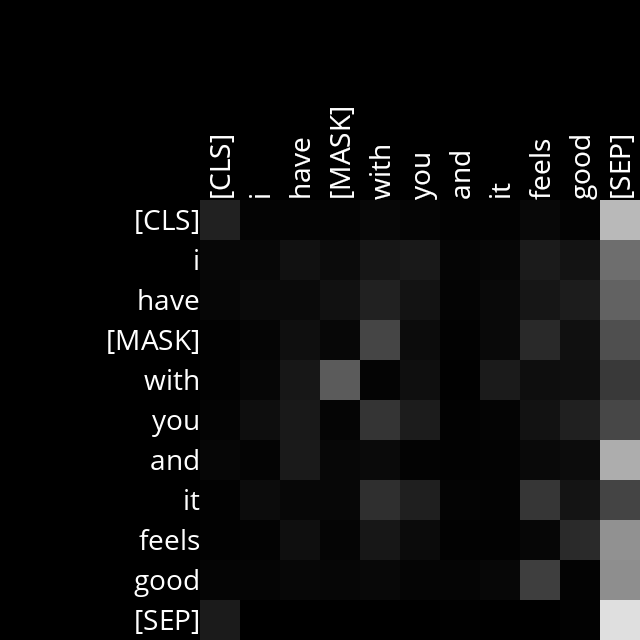 [CLS] i have [MASK] with you and it feels good [SEP]
[CLS]
i
have
[MASK]
with
you
and
it
feels
good
[SEP]